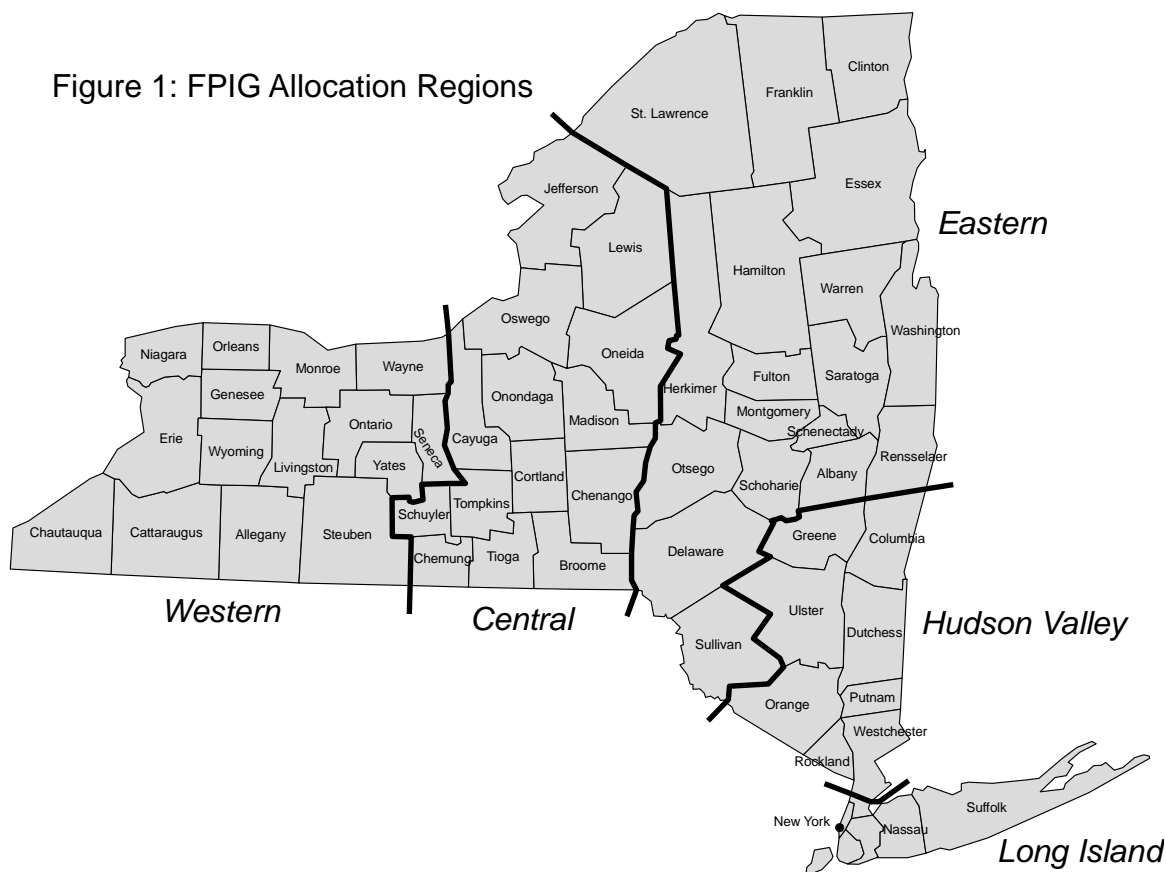 Figure 1: FPIG Allocation Regions
Clinton
Franklin
St. Lawrence
Essex
Jefferson
Eastern
Lewis
Hamilton
Warren
Oswego
Washington
Orleans
Niagara
Oneida
Monroe
Wayne
Fulton
Saratoga
Herkimer
Genesee
Onondaga
Montgomery
Madison
Ontario
Schenectady
Erie
Cayuga
Seneca
Wyoming
Rensselaer
Yates
Livingston
Otsego
Albany
Cortland
Schoharie
Chenango
Tompkins
Schuyler
Chautauqua
Cattaraugus
Allegany
Steuben
Greene
Columbia
Delaware
Chemung
Tioga
Broome
Western
Central
Ulster
Hudson Valley
Dutchess
Sullivan
Putnam
Orange
Westchester
Rockland
Suffolk
New York
Nassau
Long Island